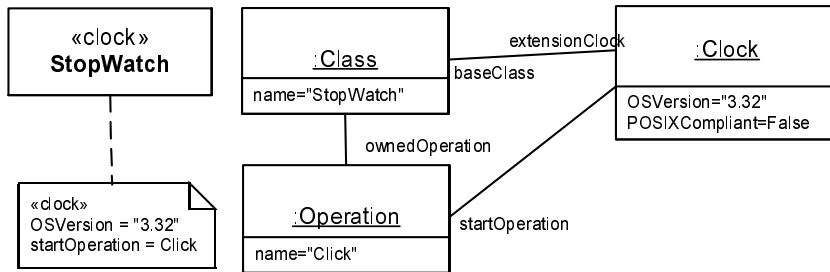 «clock»
StopWatch
«clock»
OSVersion = "3.32"
startOperation = Click
:Class
name="StopWatch"
extensionClock
baseClass
:Clock
OSVersion="3.32"
POSIXCompliant=False
ownedOperation
:Operation
name="Click"
startOperation